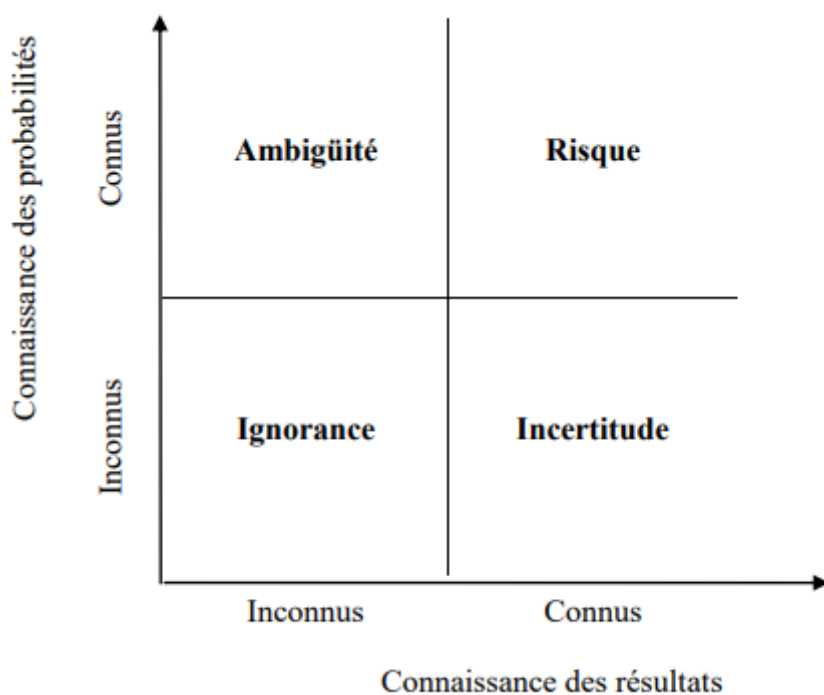 Connaissance des probabilités
Connus
Inconnus
Ambigüité
Risque
Ignorance
Incertitude
Inconnus
Connus
Connaissance des résultats